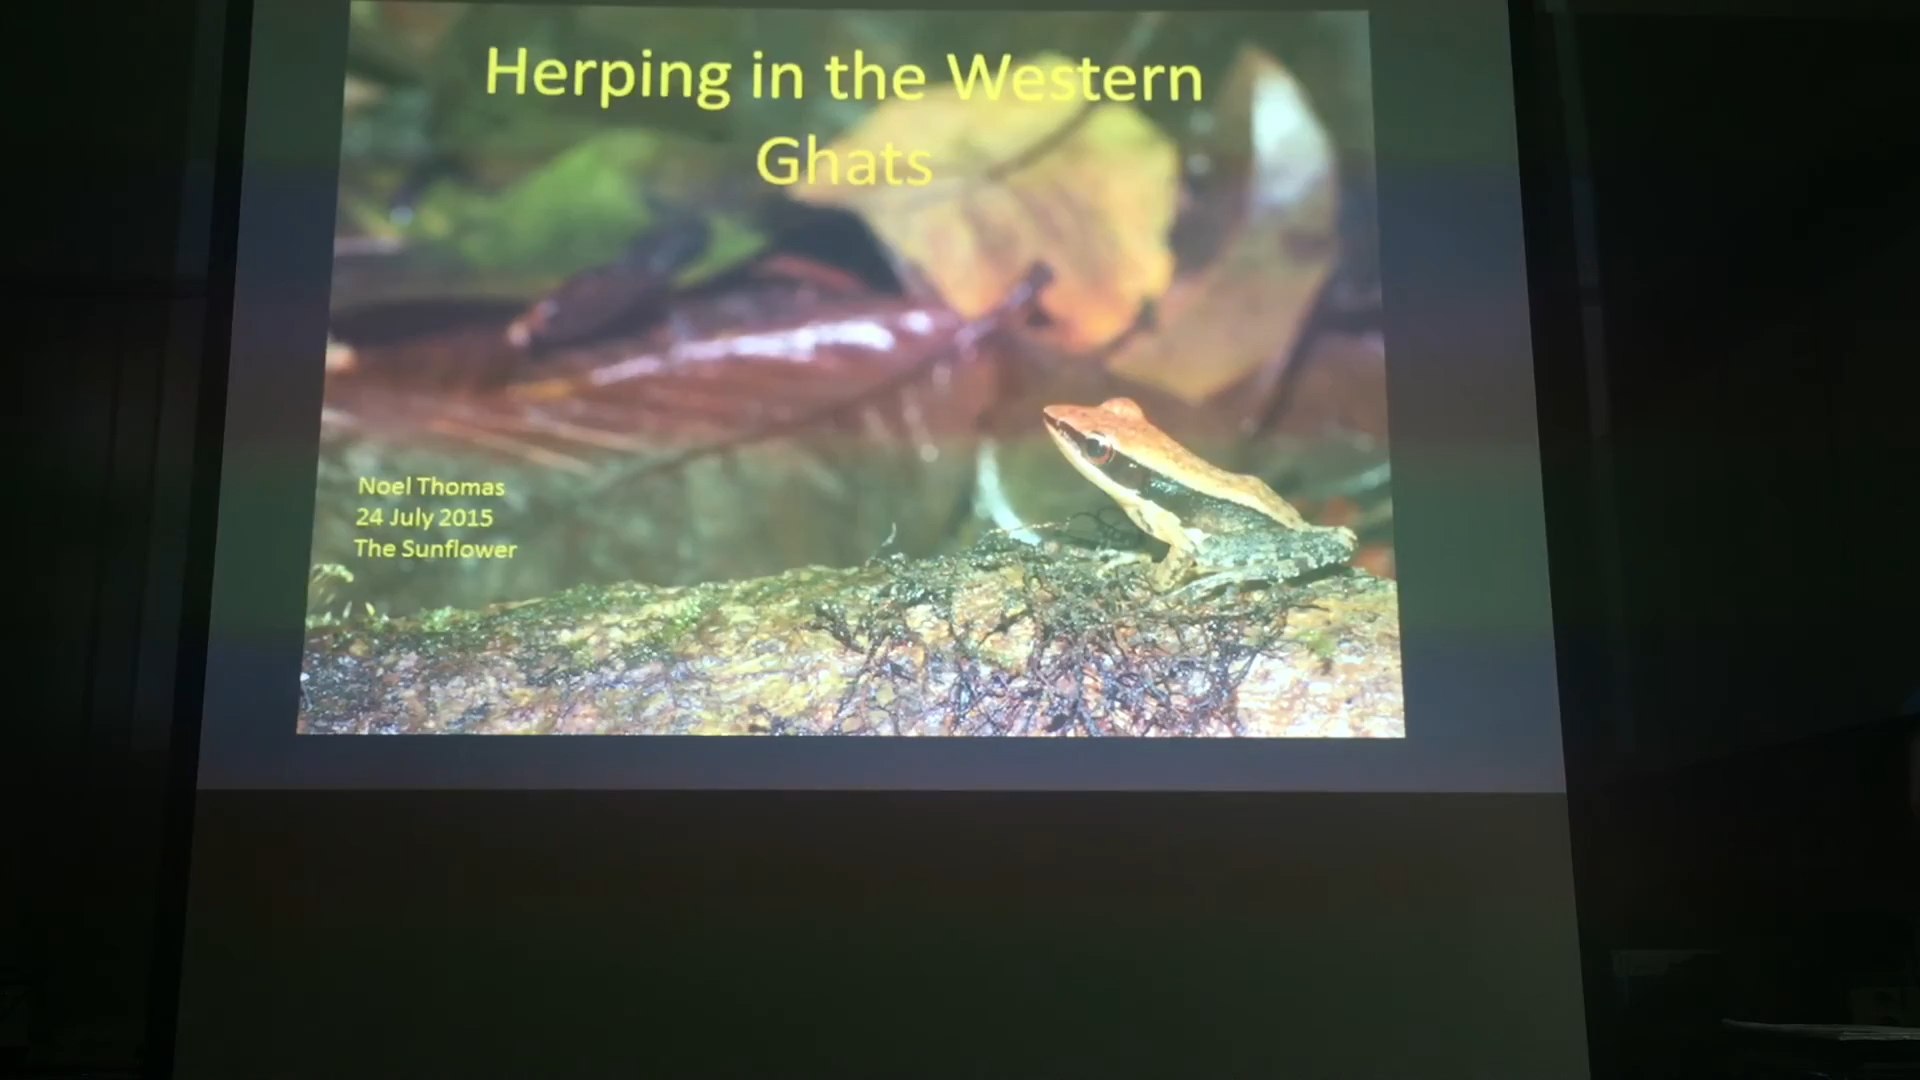 Herping in the Western
Ghats
Noel Thomas
24 July 2015
The Sunflower